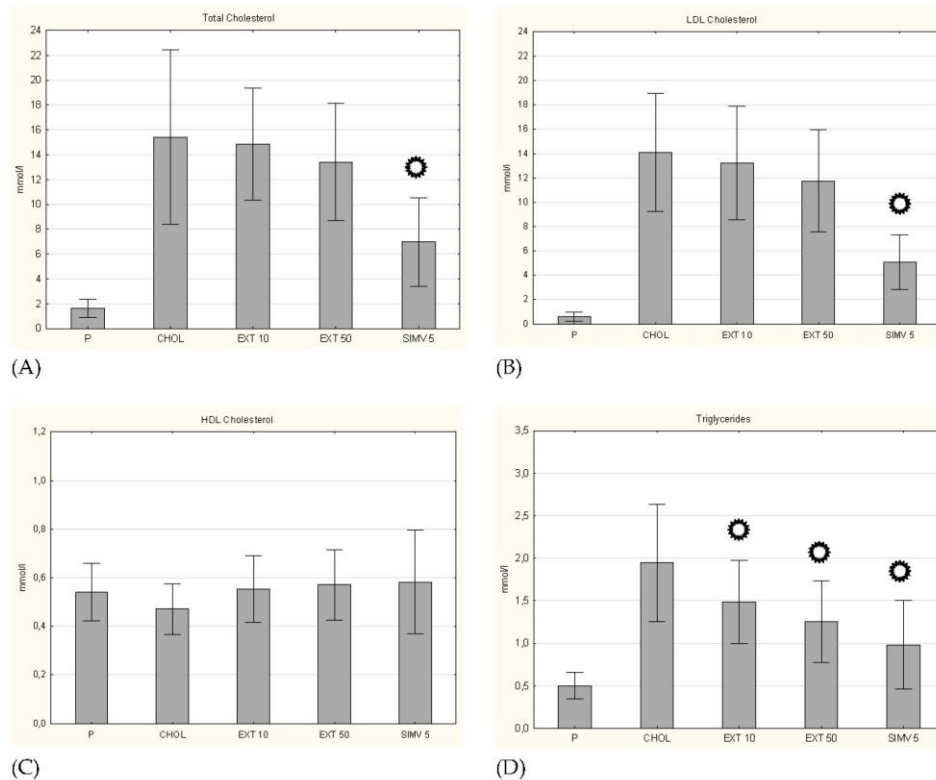 Total Cholesterol
24
22
20
18
16
14
12
10
8
6
4
2
0
mmol/l
P CHOL EXT 10 EXT 50 SIMV 5
(A)
LDL Cholesterol
24
22
20
18
16
14
12
10
8
6
4
2
0
mmol/l
P CHOL EXT 10 EXT 50 SIMV 5
(B)
HDL Cholesterol
1,2
1,0
0,8
0,6
0,4
0,2
0,0
mmol/l
P CHOL EXT 10 EXT 50 SIMV 5
(C)
Triglycerides
3,5
3,0
2,5
2,0
1,5
1,0
0,5
0,0
mmol/l
P CHOL EXT 10 EXT 50 SIMV 5
(D)